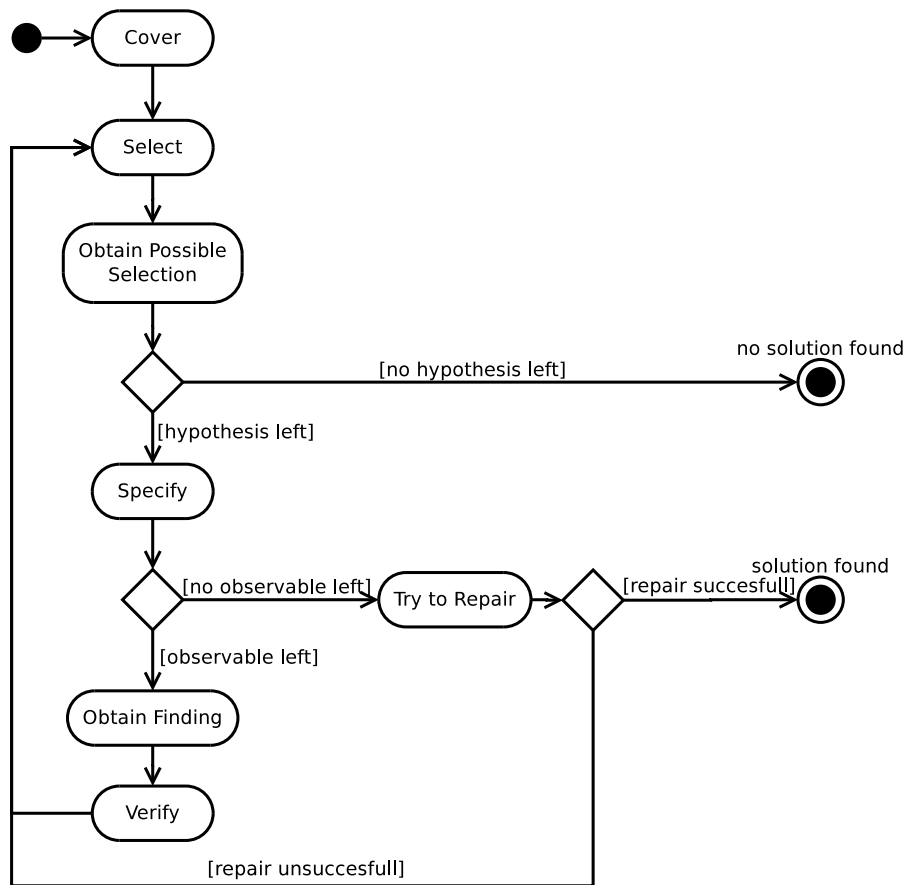 Cover
Select
Obtain Possible
Selection
no solution found
[no hypothesis left]
[hypothesis left]
Specify
solution found
[no observable left]
Try to Repair
[repair succesfull]
[observable left]
Obtain Finding
Verify
[repair unsuccesfull]